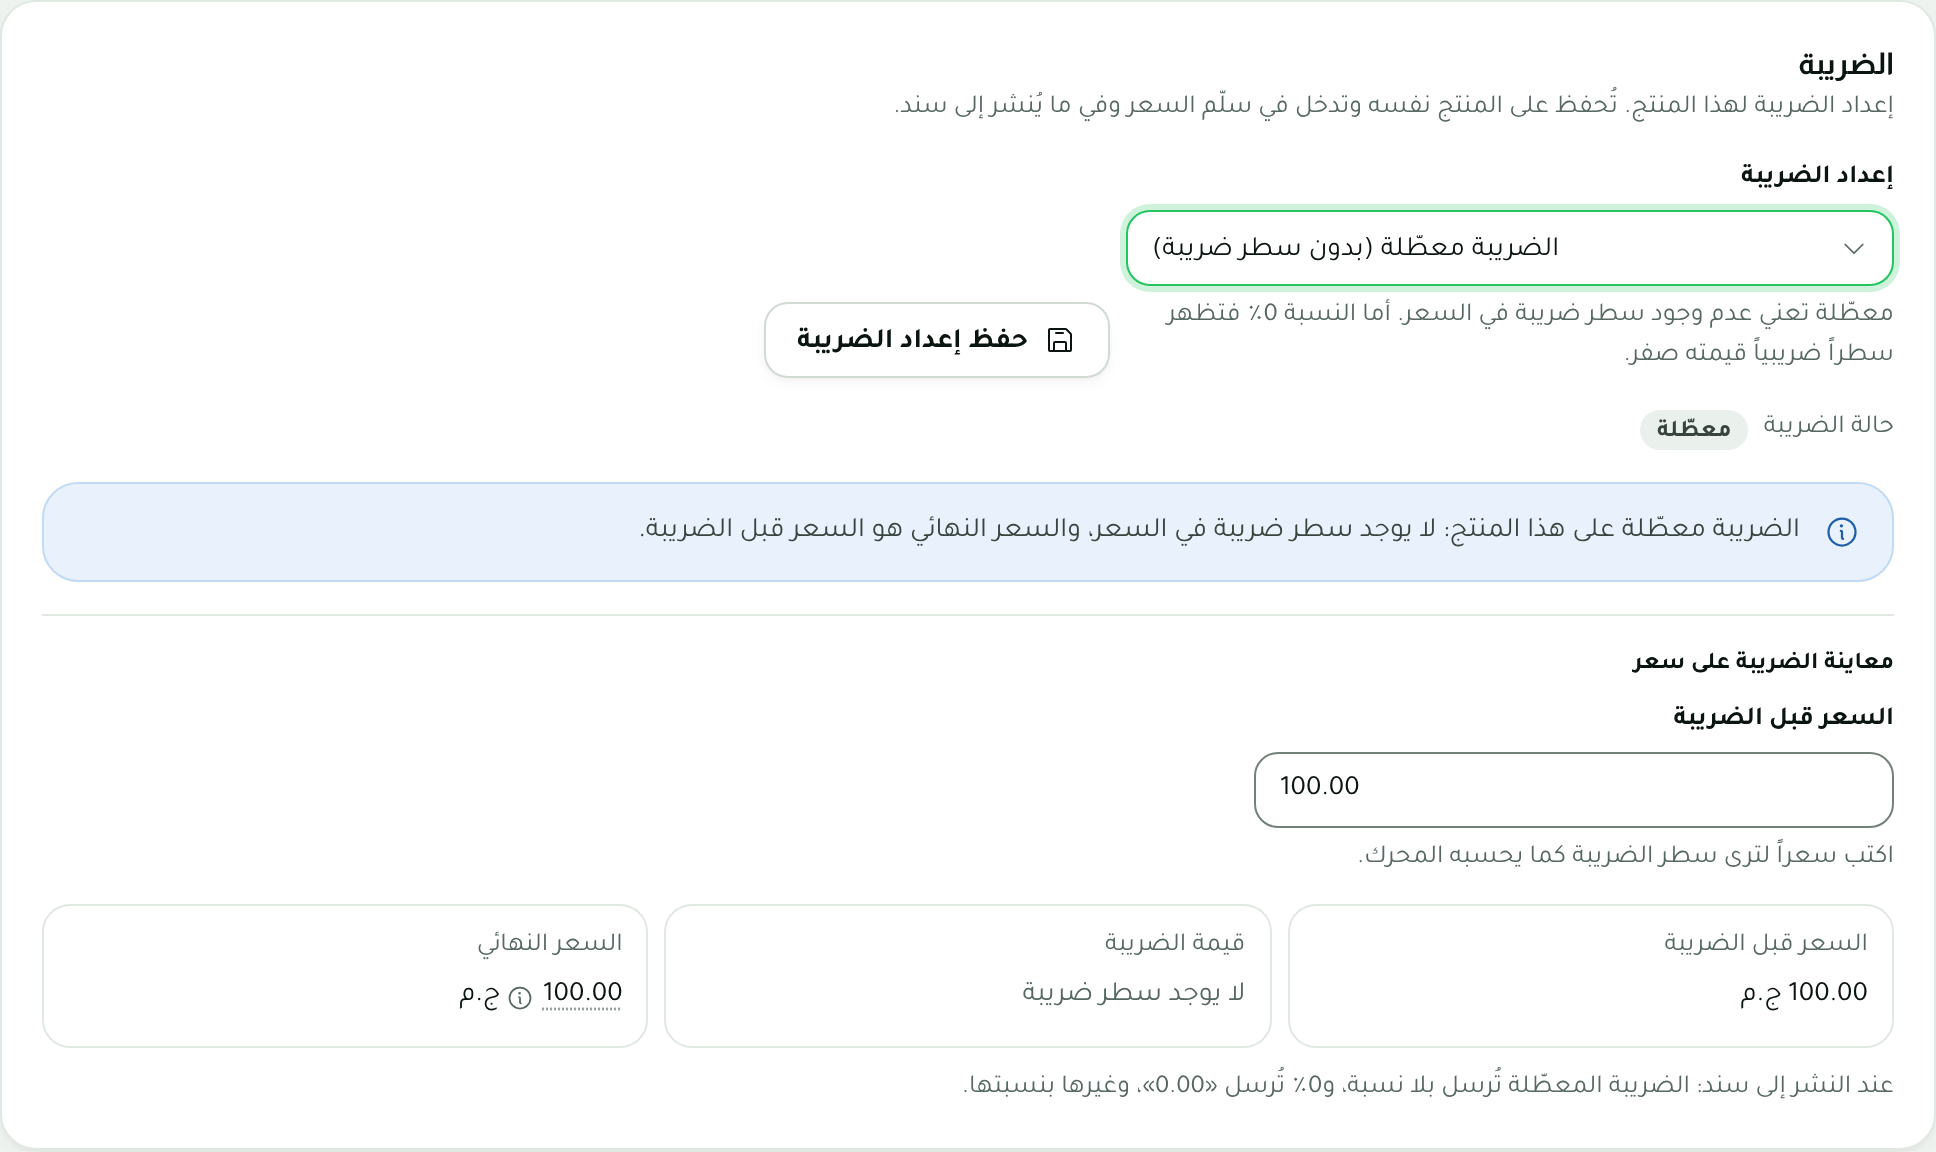 الضريبة
إعداد الضريبة لهذا المنتج. تُحفظ على المنتج نفسه وتدخل في سلّم السعر وفي ما يُنشر إلى سند.
إعداد الضريبة
الضريبة معطّلة (بدون سطر ضريبة)
معطّلة تعني عدم وجود سطر ضريبة في السعر. أما النسبة 0٪ فتظهر
سطراً ضريبياً قيمته صفر.
حفظ إعداد الضريبة
حالة الضريبة معطّلة
الضريبة معطّلة على هذا المنتج: لا يوجد سطر ضريبة في السعر، والسعر النهائي هو السعر قبل الضريبة.
معاينة الضريبة على سعر
السعر قبل الضريبة
100.00
اكتب سعراً لترى سطر الضريبة كما يحسبه المحرك.
السعر قبل الضريبة
100.00 ج.م
قيمة الضريبة
لا يوجد سطر ضريبة
السعر النهائي
100.00 ج.م
عند النشر إلى سند: الضريبة المعطّلة تُرسل بلا نسبة، و0٪ تُرسل «0.00»، وغيرها بنسبتها.